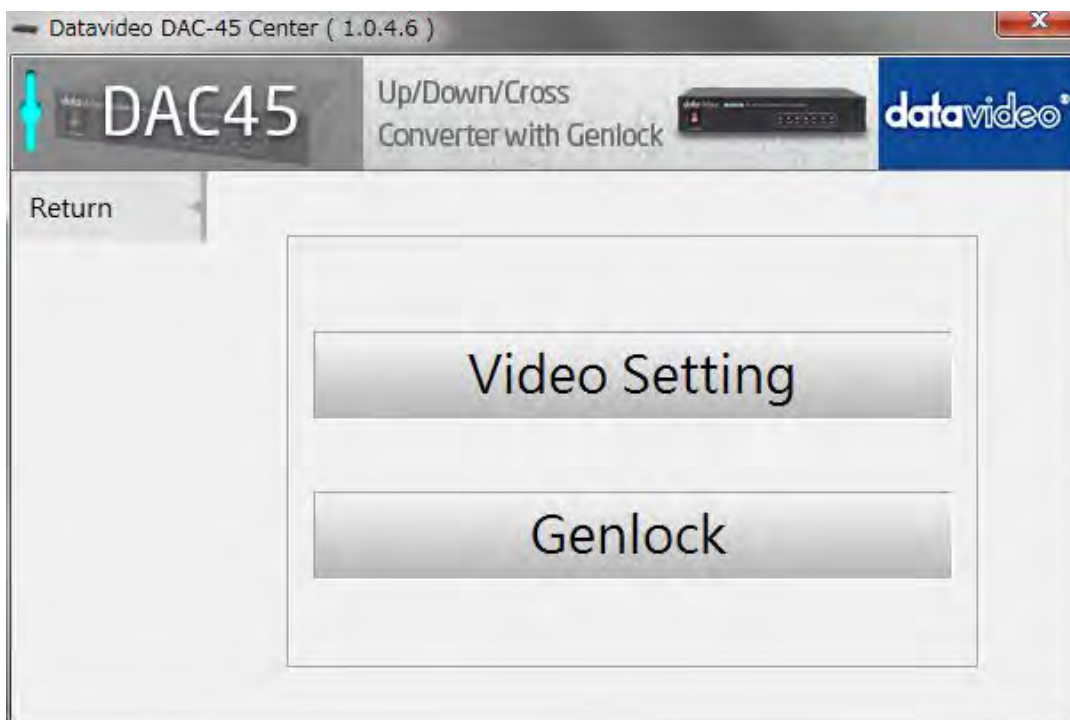 Datavideo DAC-45 Center ( 1.0.4.6 )
X
DAC45
Up/Down/Cross
Converter with Genlock
datavideo®
Return
Video Setting
Genlock